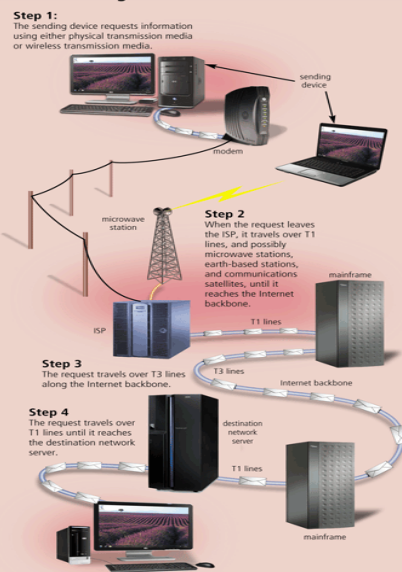 Step 1:
The sending device requests information
using either physical transmission media
or wireless transmission media.
sending
device
modem
microwave
station
Step 2
When the request leaves
the ISP, it travels over T1
lines, and possibly
microwave stations,
earth-based stations,
and communications
satellites, until it
reaches the Internet
backbone.
mainframe
ISP
T1 lines
Step 3
The request travels over T3 lines
along the Internet backbone.
T3 lines
Internet backbone
Step 4
The request travels over
T1 lines until it reaches
the destination network
server.
destination
network
server
T1 lines
mainframe